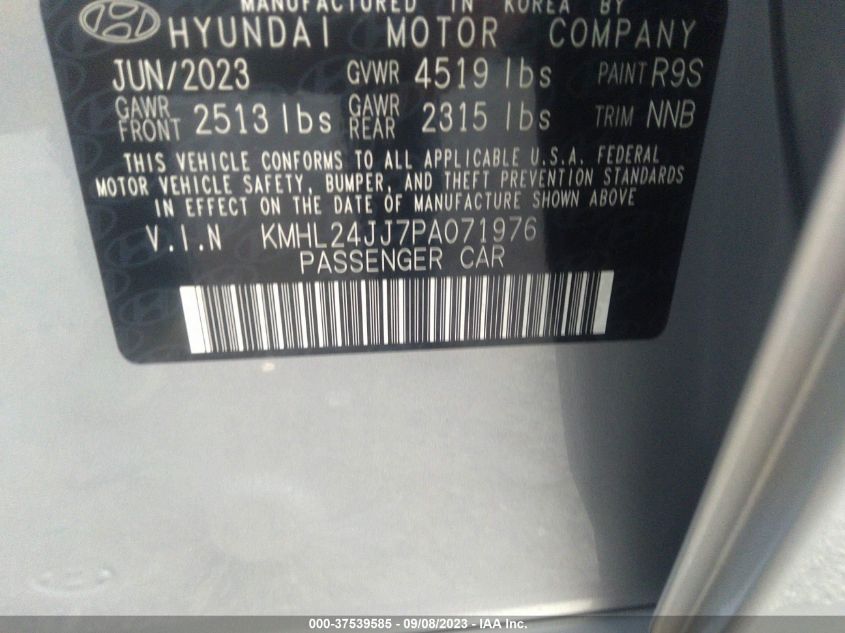 MANUFACTURED IN KOREA BY
HYUNDAI MOTOR COMPANY
JUN/2023 GVWR 4519 lbs PAINT R9S
GAWR FRONT 2513 lbs GAWR REAR 2315 lbs TRIM NNB
THIS VEHICLE CONFORMS TO ALL APPLICABLE U.S.A. FEDERAL
MOTOR VEHICLE SAFETY, BUMPER, AND THEFT PREVENTION STANDARDS
IN EFFECT ON THE DATE OF MANUFACTURE SHOWN ABOVE
V.I.N KMHL24JJ7PA071976
PASSENGER CAR
000-37539585 - 09/08/2023 - IAA Inc.